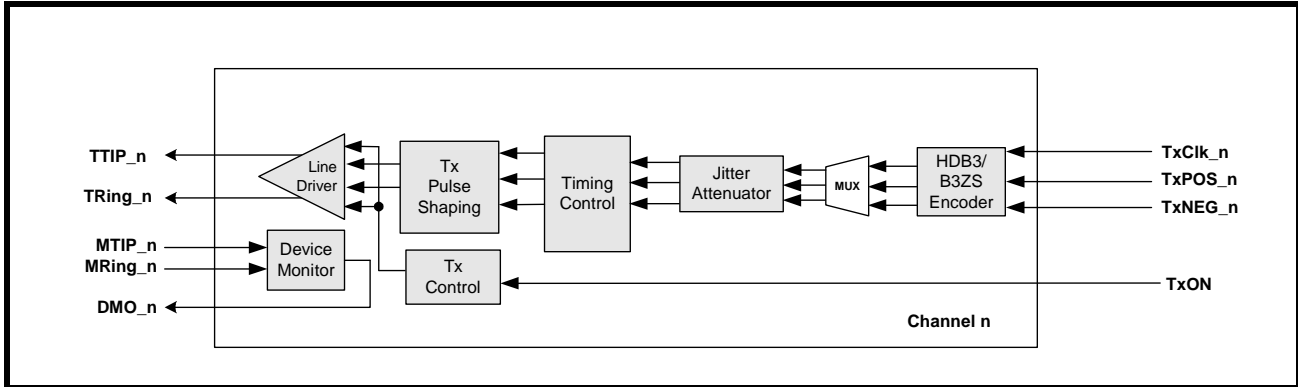 TTIP_n
TRing_n
MTIP_n
MRing_n
DMO_n
Line
Driver
Device
Monitor
Tx
Pulse
Shaping
Tx
Control
Timing
Control
Jitter
Attenuator
MUX
HDB3/
B3ZS
Encoder
TxClk_n
TxPOS_n
TxNEG_n
TxON
Channel n